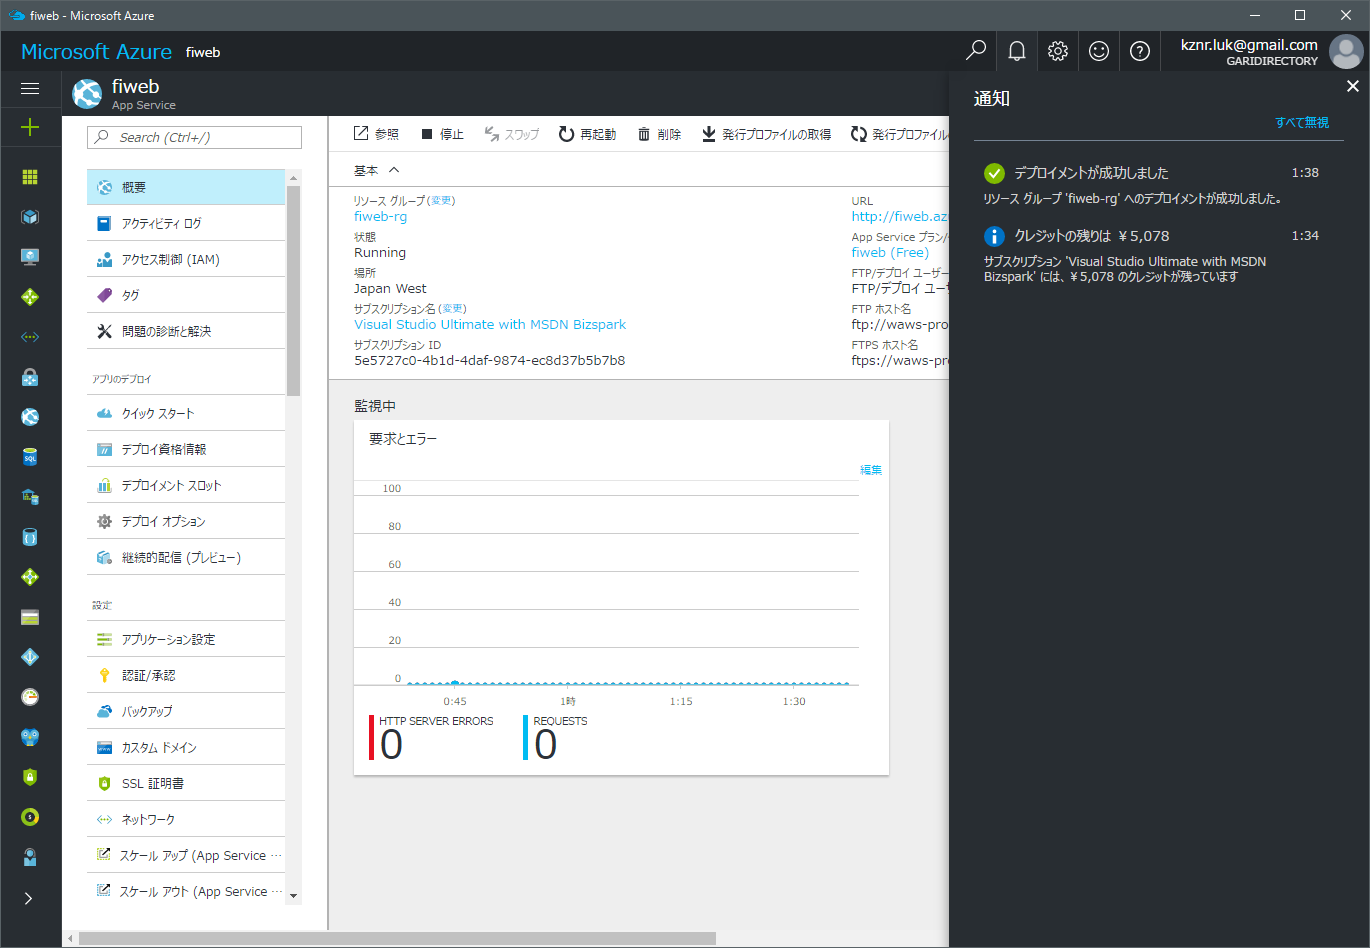 fiweb - Microsoft Azure
Microsoft Azure fiweb
kznr.luk@gmail.com
GARIDIRECTORY
fiweb
App Service
Search (Ctrl+/)
概要
アクティビティ ログ
アクセス制御 (IAM)
タグ
問題の診断と解決
アプリのデプロイ
クイック スタート
デプロイ資格情報
デプロイメント スロット
デプロイ オプション
継続的配信 (プレビュー)
設定
アプリケーション設定
認証/承認
バックアップ
カスタム ドメイン
SSL 証明書
ネットワーク
スケール アップ (App Service ...
スケール アウト (App Service ...
参照 停止 スワップ 再起動 削除 発行プロファイルの取得 発行プロファイル
基本
リソース グループ (変更)
fiweb-rg
状態
Running
場所
Japan West
サブスクリプション名 (変更)
Visual Studio Ultimate with MSDN Bizspark
サブスクリプション ID
5e5727c0-4b1d-4daf-9874-ec8d37b5b7b8
URL
http://fiweb.az
App Service プラン/
fiweb (Free)
FTP/デプロイ ユーザー
FTP/デプロイ ユー
FTP ホスト名
ftp://waws-pro
FTPS ホスト名
ftps://waws-pr
監視中
要求とエラー
編集
100
80
60
40
20
0
0:45 1時 1:15 1:30
HTTP SERVER ERRORS
0
REQUESTS
0
通知
すべて無視
デプロイメントが成功しました 1:38
リソース グループ 'fiweb-rg' へのデプロイメントが成功しました。
クレジットの残りは ￥5,078 1:34
サブスクリプション 'Visual Studio Ultimate with MSDN
Bizspark' には、￥5,078 のクレジットが残っています